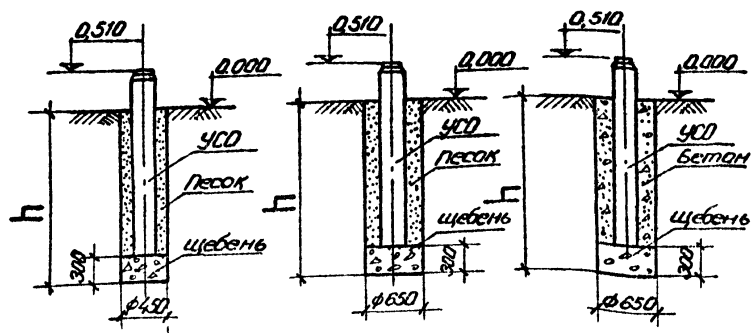 0,510
0.000
УСО
Песок
щебень
h
300
ф450
0,510
0.000
УСО
песок
щебень
h
300
ф650
0,510
0.000
УСО
Бетон
щебень
h
300
ф650